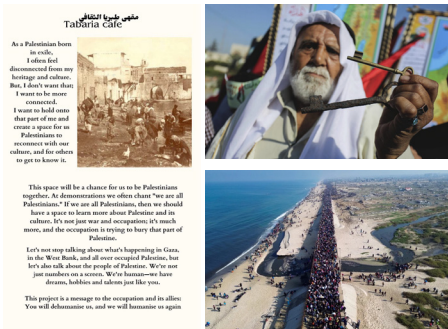 مقهى طبريا الثقافي
Tabaria cafe
As a Palestinian born
in exile,
I often feel
disconnected from my
heritage and culture.
But, I don't want that;
I want to be more
connected.
I want to hold onto
that part of me and
create a space for us
Palestinians to
reconnect with our
culture, and for others
to get to know it.
This space will be a chance for us to be Palestinians
together. At demonstrations we often chant "we are all
Palestinians." If we are all Palestinians, then we should
have a space to learn more about Palestine and its
culture. It's not just war and occupation; it's much
more, and the occupation is trying to bury that part of
Palestine.
Let's not stop talking about what's happening in Gaza,
in the West Bank, and all over occupied Palestine, but
let's also talk about the people of Palestine. We're not
just numbers on a screen. We're human—we have
dreams, hobbies and talents just like you.
This project is a message to the occupation and its allies:
You will dehumanise us, and we will humanise us again